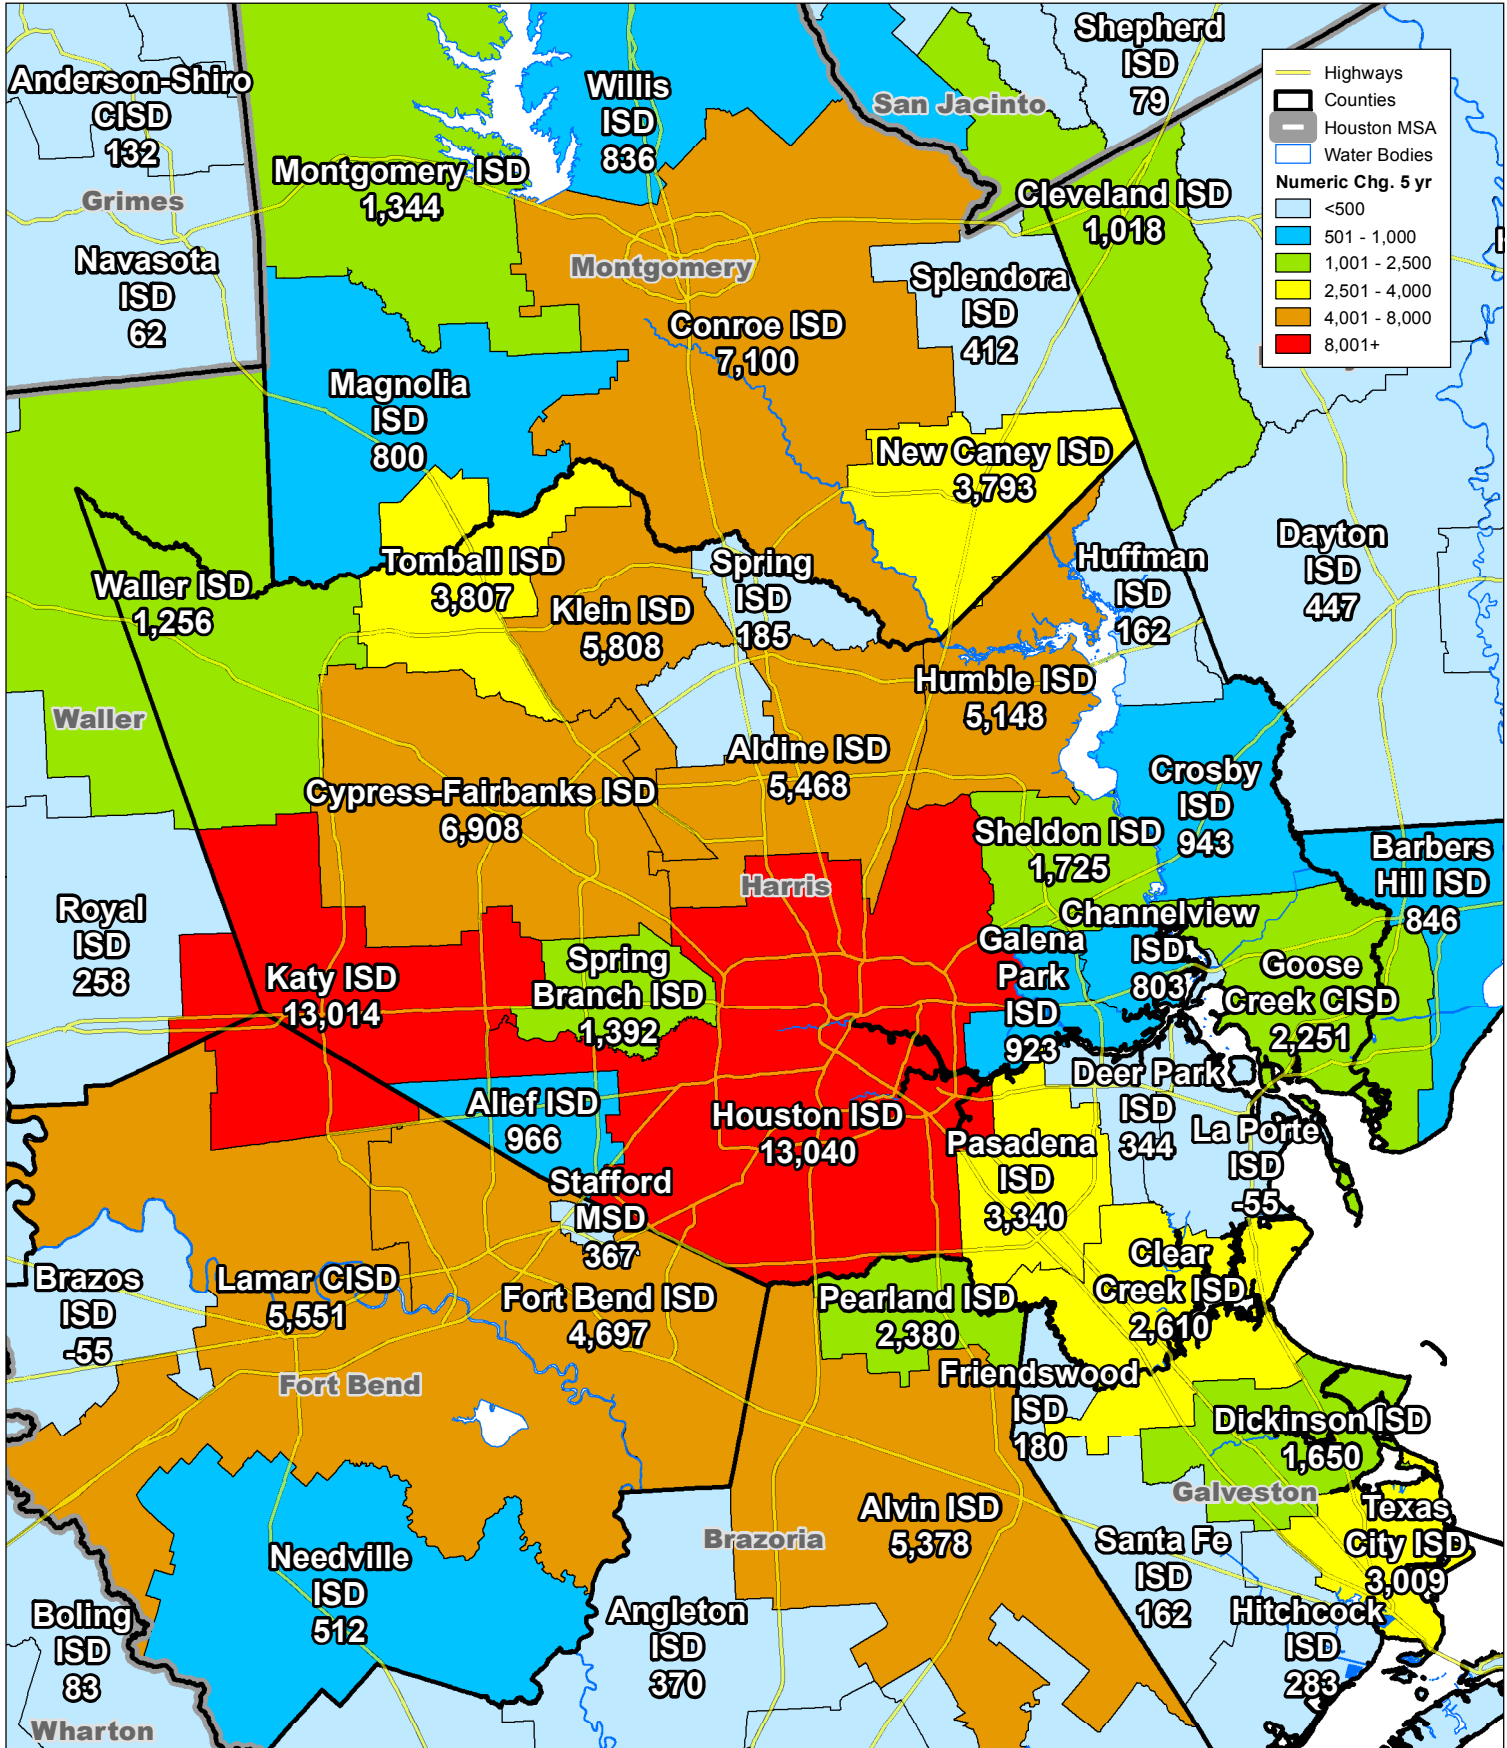 Shepherd
ISD
79
Highways
Counties
Houston MSA
Water Bodies
Numeric Chg. 5 yr
<500
501 - 1,000
1,001 - 2,500
2,501 - 4,000
4,001 - 8,000
8,001+
Anderson-Shiro
CISD
132
Willis
ISD
836
San Jacinto
Montgomery ISD
1,344
Grimes
Cleveland ISD
1,018
Navasota
ISD
62
Montgomery
Splendora
ISD
412
Conroe ISD
7,100
Magnolia
ISD
800
New Caney ISD
3,793
Dayton
ISD
447
Tomball ISD
3,807
Spring
ISD
185
Huffman
ISD
162
Waller ISD
1,256
Klein ISD
5,808
Humble ISD
5,148
Waller
Aldine ISD
5,468
Crosby
ISD
943
Cypress-Fairbanks ISD
6,908
Sheldon ISD
1,725
Barbers
Hill ISD
846
Harris
Royal
ISD
258
Channelview
ISD
803
Galena
Park
ISD
923
Katy ISD
13,014
Spring
Branch ISD
1,392
Goose
Creek CISD
2,251
Deer Park
ISD
344
Alief ISD
966
Houston ISD
13,040
La Porte
ISD
-55
Pasadena
ISD
3,340
Stafford
MSD
367
Clear
Creek ISD
2,610
Brazos
ISD
-55
Lamar CISD
5,551
Fort Bend ISD
4,697
Pearland ISD
2,380
Fort Bend
Friendswood
ISD
180
Dickinson ISD
1,650
Galveston
Alvin ISD
5,378
Texas
City ISD
3,009
Brazoria
Santa Fe
ISD
162
Needville
ISD
512
Boling
ISD
83
Angleton
ISD
370
Hitchcock
ISD
283
Wharton